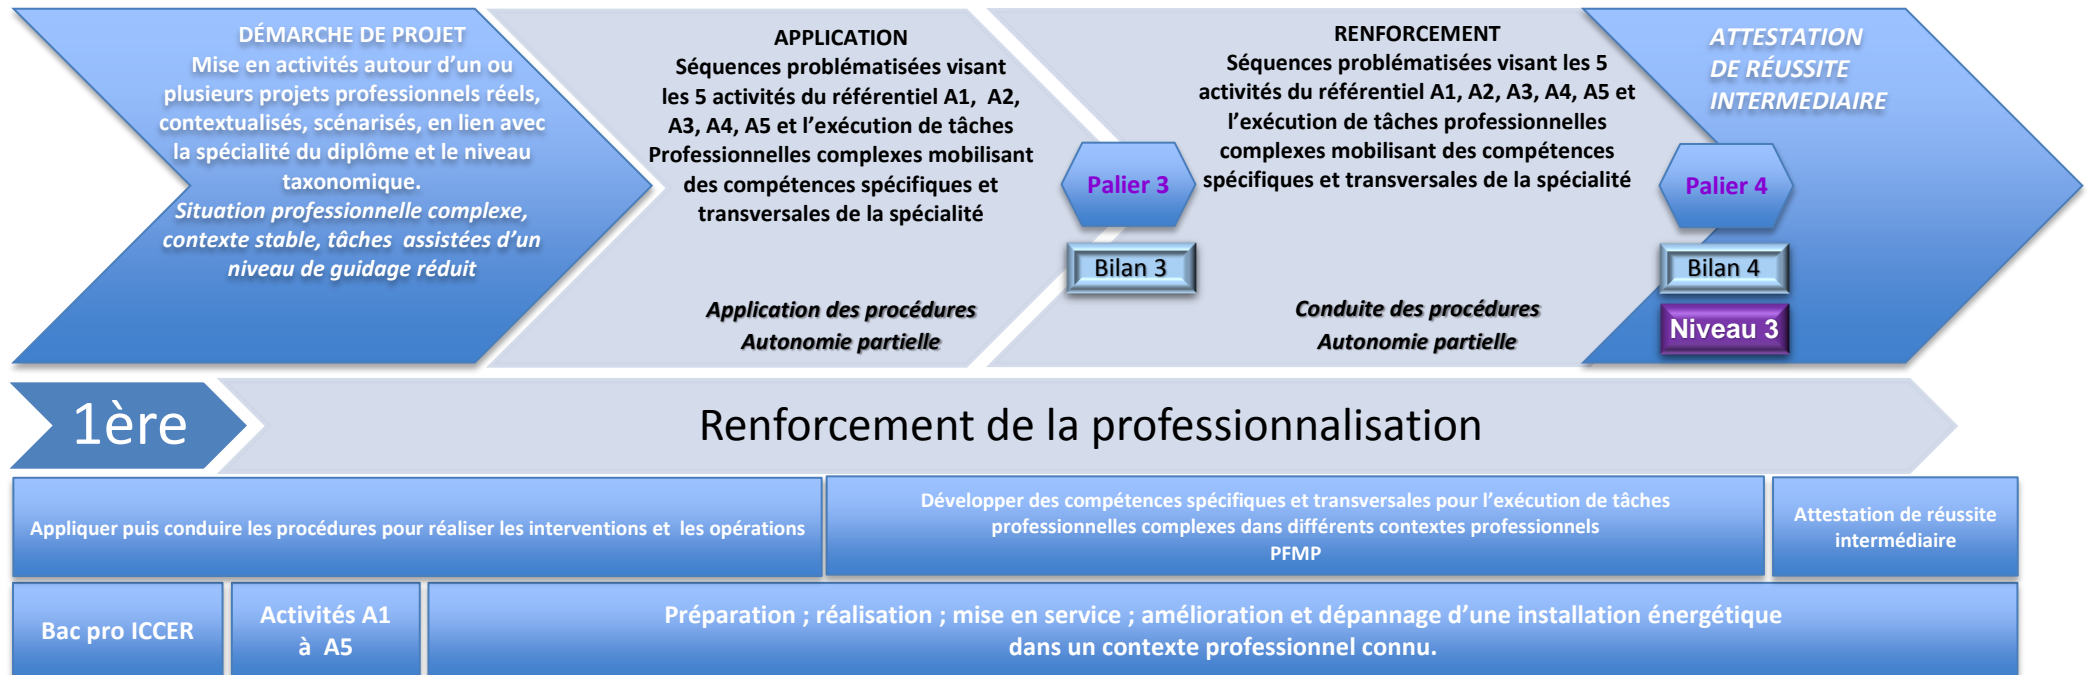 DÉMARCHE DE PROJET
Mise en activités autour d'un ou
plusieurs projets professionnels réels,
contextualisés, scénarisés, en lien avec
la spécialité du diplôme et le niveau
taxonomique.
Situation professionnelle complexe,
contexte stable, tâches assistées d'un
niveau de guidage réduit
APPLICATION
Séquences problématisées visant
les 5 activités du référentiel A1, A2,
A3, A4, A5 et l'exécution de tâches
Professionnelles complexes mobilisant
des compétences spécifiques et
transversales de la spécialité
Application des procédures
Autonomie partielle
Palier 3
Bilan 3
RENFORCEMENT
Séquences problématisées visant les 5
activités du référentiel A1, A2, A3, A4, A5 et
l'exécution de tâches professionnelles
complexes mobilisant des compétences
spécifiques et transversales de la spécialité
Conduite des procédures
Autonomie partielle
ATTESTATION
DE RÉUSSITE
INTERMEDIAIRE
Palier 4
Bilan 4
Niveau 3
1ère
Renforcement de la professionnalisation
Appliquer puis conduire les procédures pour réaliser les interventions et les opérations
Développer des compétences spécifiques et transversales pour l'exécution de tâches
professionnelles complexes dans différents contextes professionnels
PFMP
Attestation de réussite
intermédiaire
Bac pro ICCER
Activités A1
à A5
Préparation ; réalisation ; mise en service ; amélioration et dépannage d'une installation énergétique
dans un contexte professionnel connu.